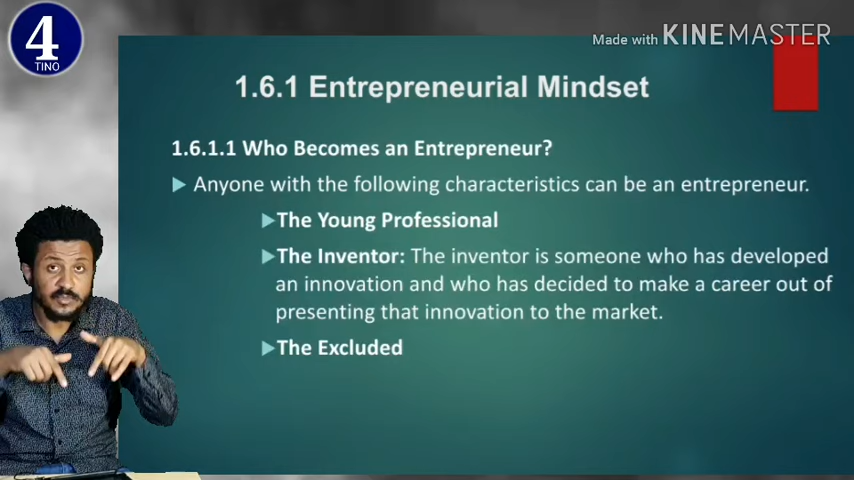 4
TINO
Made with KINEMASTER
1.6.1 Entrepreneurial Mindset
1.6.1.1 Who Becomes an Entrepreneur?
Anyone with the following characteristics can be an entrepreneur.
The Young Professional
The Inventor: The inventor is someone who has developed
an innovation and who has decided to make a career out of
presenting that innovation to the market.
The Excluded